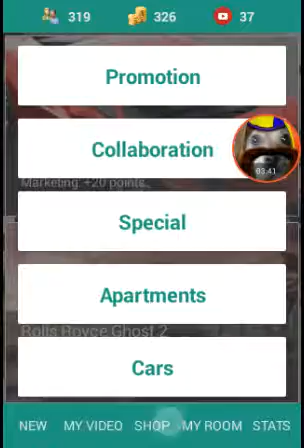 319 326 37
Promotion
Collaboration
03:41
Marketing: +20 points
Special
Apartments
Rolls Royce Ghost 2
Cars
NEW MY VIDEO SHOP MY ROOM STATS